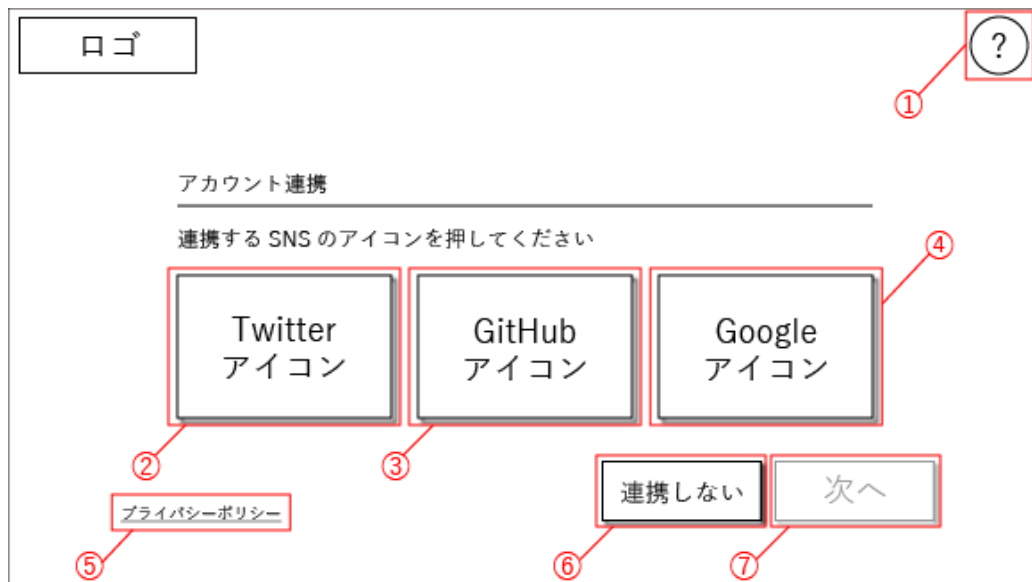 ロゴ
?
①
アカウント連携
連携する SNS のアイコンを押してください
④
Twitter
アイコン
GitHub
アイコン
Google
アイコン
②
③
連携しない
次へ
プライバシーポリシー
⑤
⑥
⑦